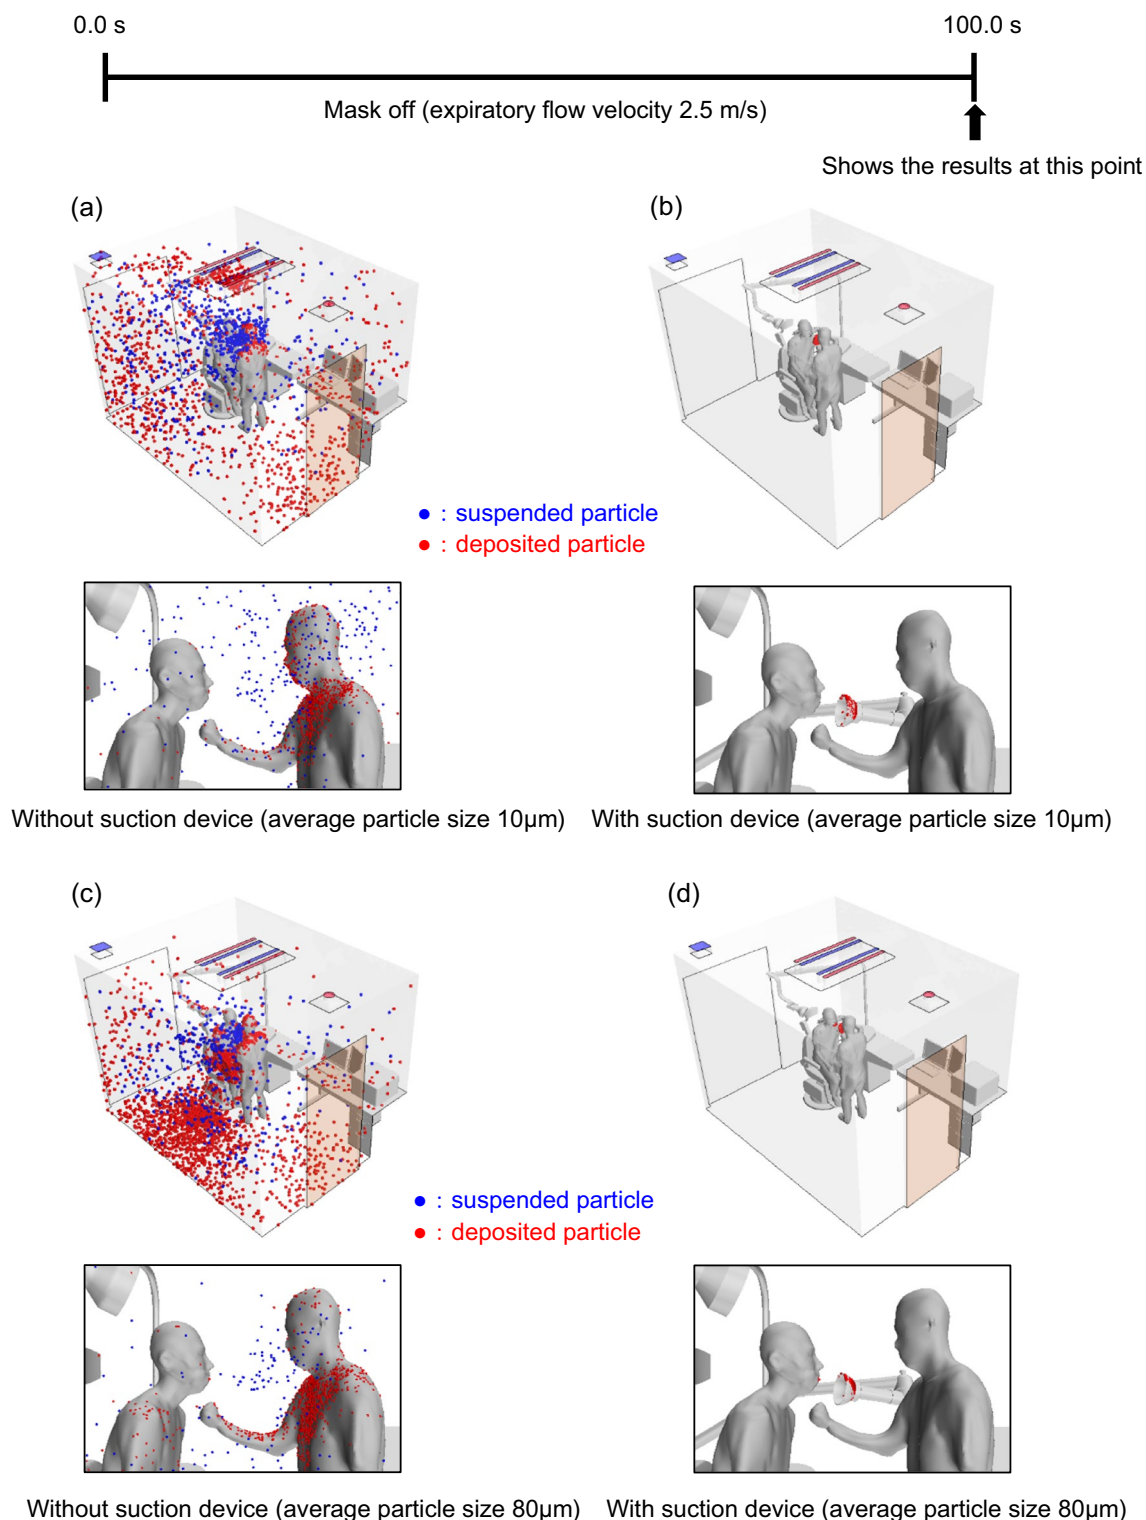 0.0 s 100.0 s
Mask off (expiratory flow velocity 2.5 m/s)
Shows the results at this point
(a) (b)
● : suspended particle
● : deposited particle
Without suction device (average particle size 10μm) With suction device (average particle size 10μm)
(c) (d)
● : suspended particle
● : deposited particle
Without suction device (average particle size 80μm) With suction device (average particle size 80μm)